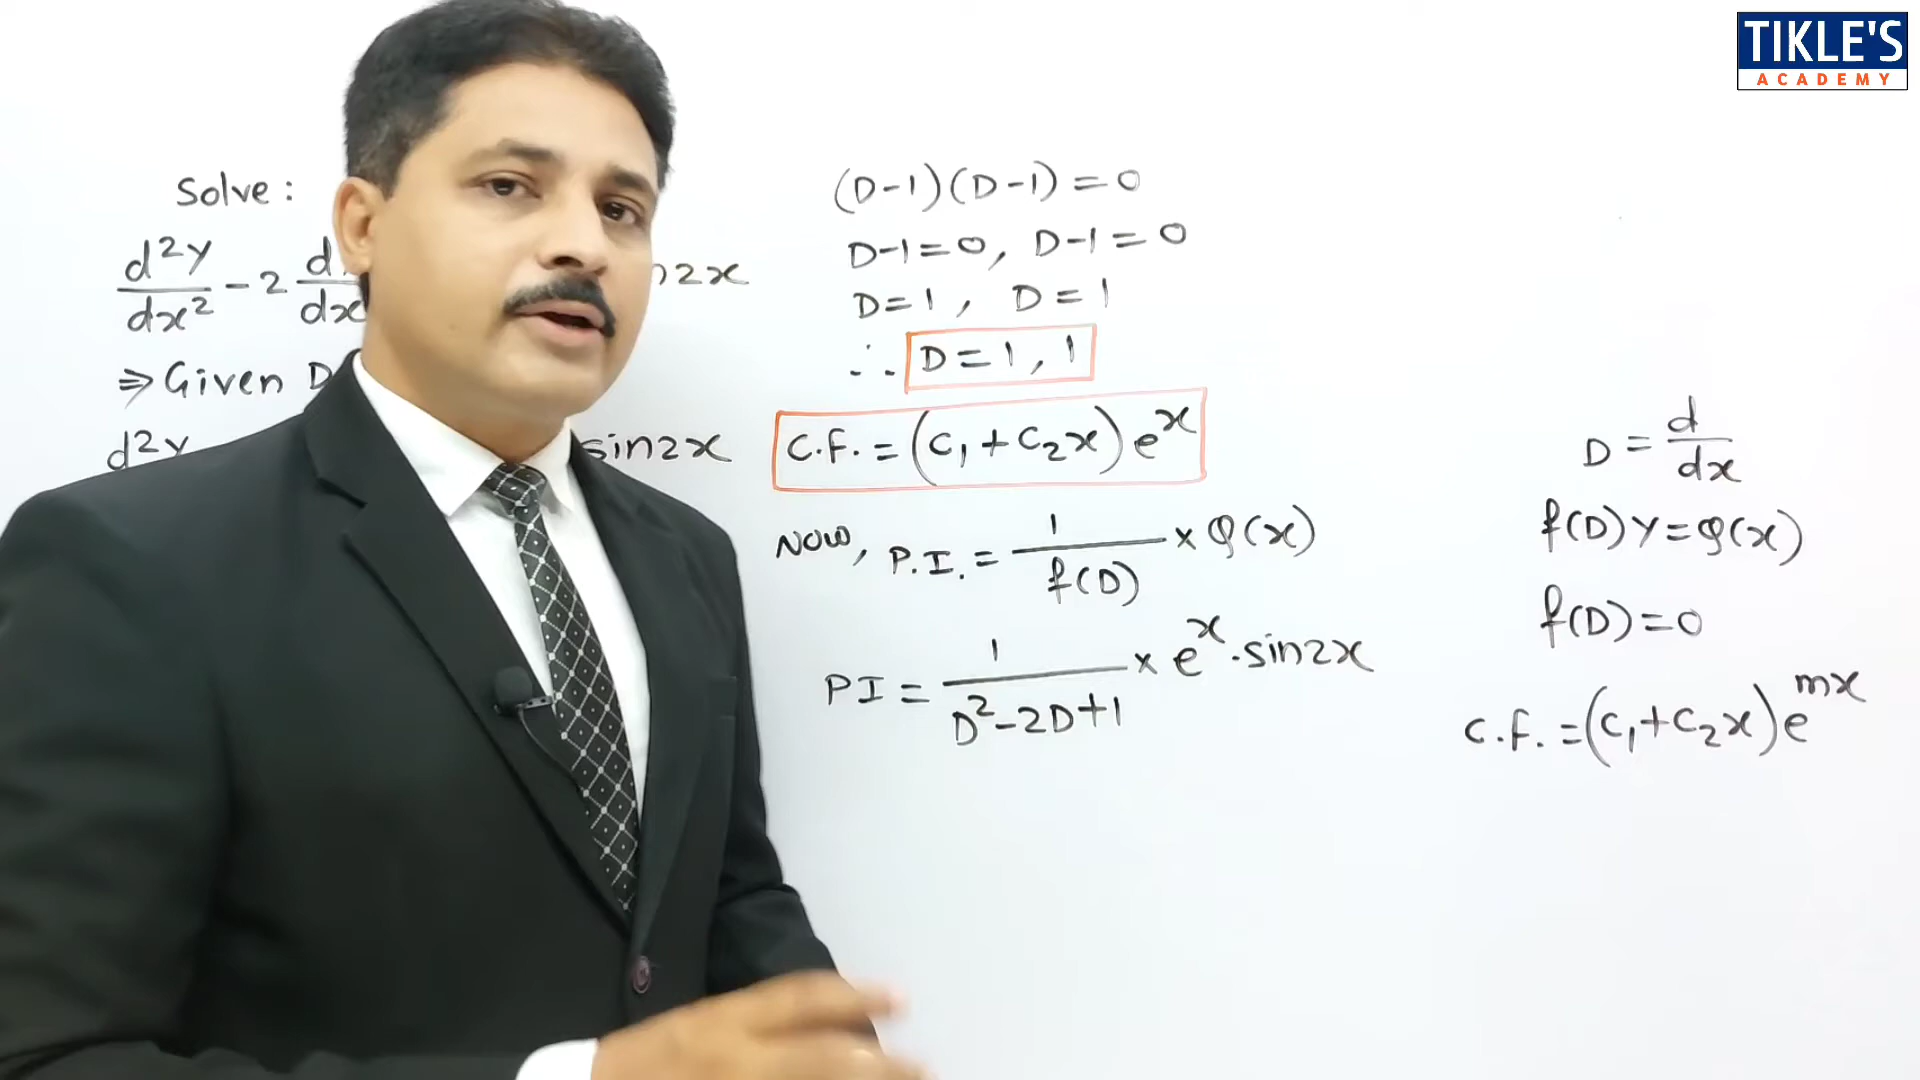 TIKLE'S
ACADEMY
Solve :
d²y/dx² - 2 d/dx 2x
⇒ Given D
d²y sin2x
(D-1)(D-1) = 0
D-1=0, D-1=0
D=1, D=1
∴ D=1, 1
C.F. = (C₁+C₂x) eˣ
NOW, P.I. = 1/f(D) × Q(x)
PI = 1/D²-2D+1 × eˣ·sin2x
D = d/dx
f(D)y=Q(x)
f(D)=0
C.F. =(C₁+C₂x)eᵐˣ